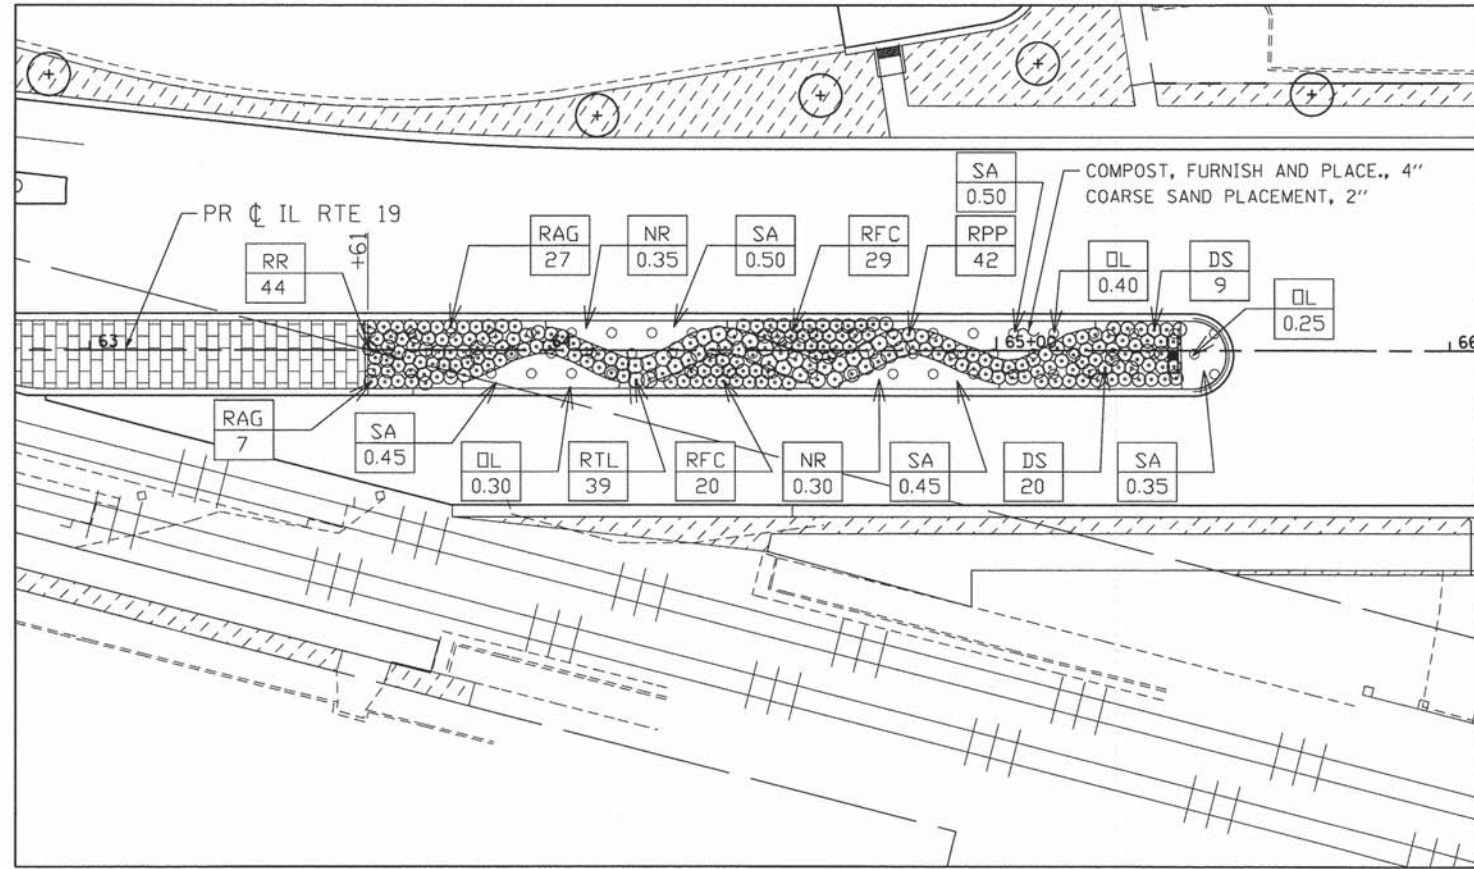 SA
0.50
COMPOST, FURNISH AND PLACE., 4"
COARSE SAND PLACEMENT, 2"
PR ℄ IL RTE 19
+61
RR
44
RAG
27
NR
0.35
SA
0.50
RFC
29
RPP
42
OL
0.40
DS
9
OL
0.25
63
64
65+00
66
RAG
7
SA
0.45
OL
0.30
RTL
39
RFC
20
NR
0.30
SA
0.45
DS
20
SA
0.35